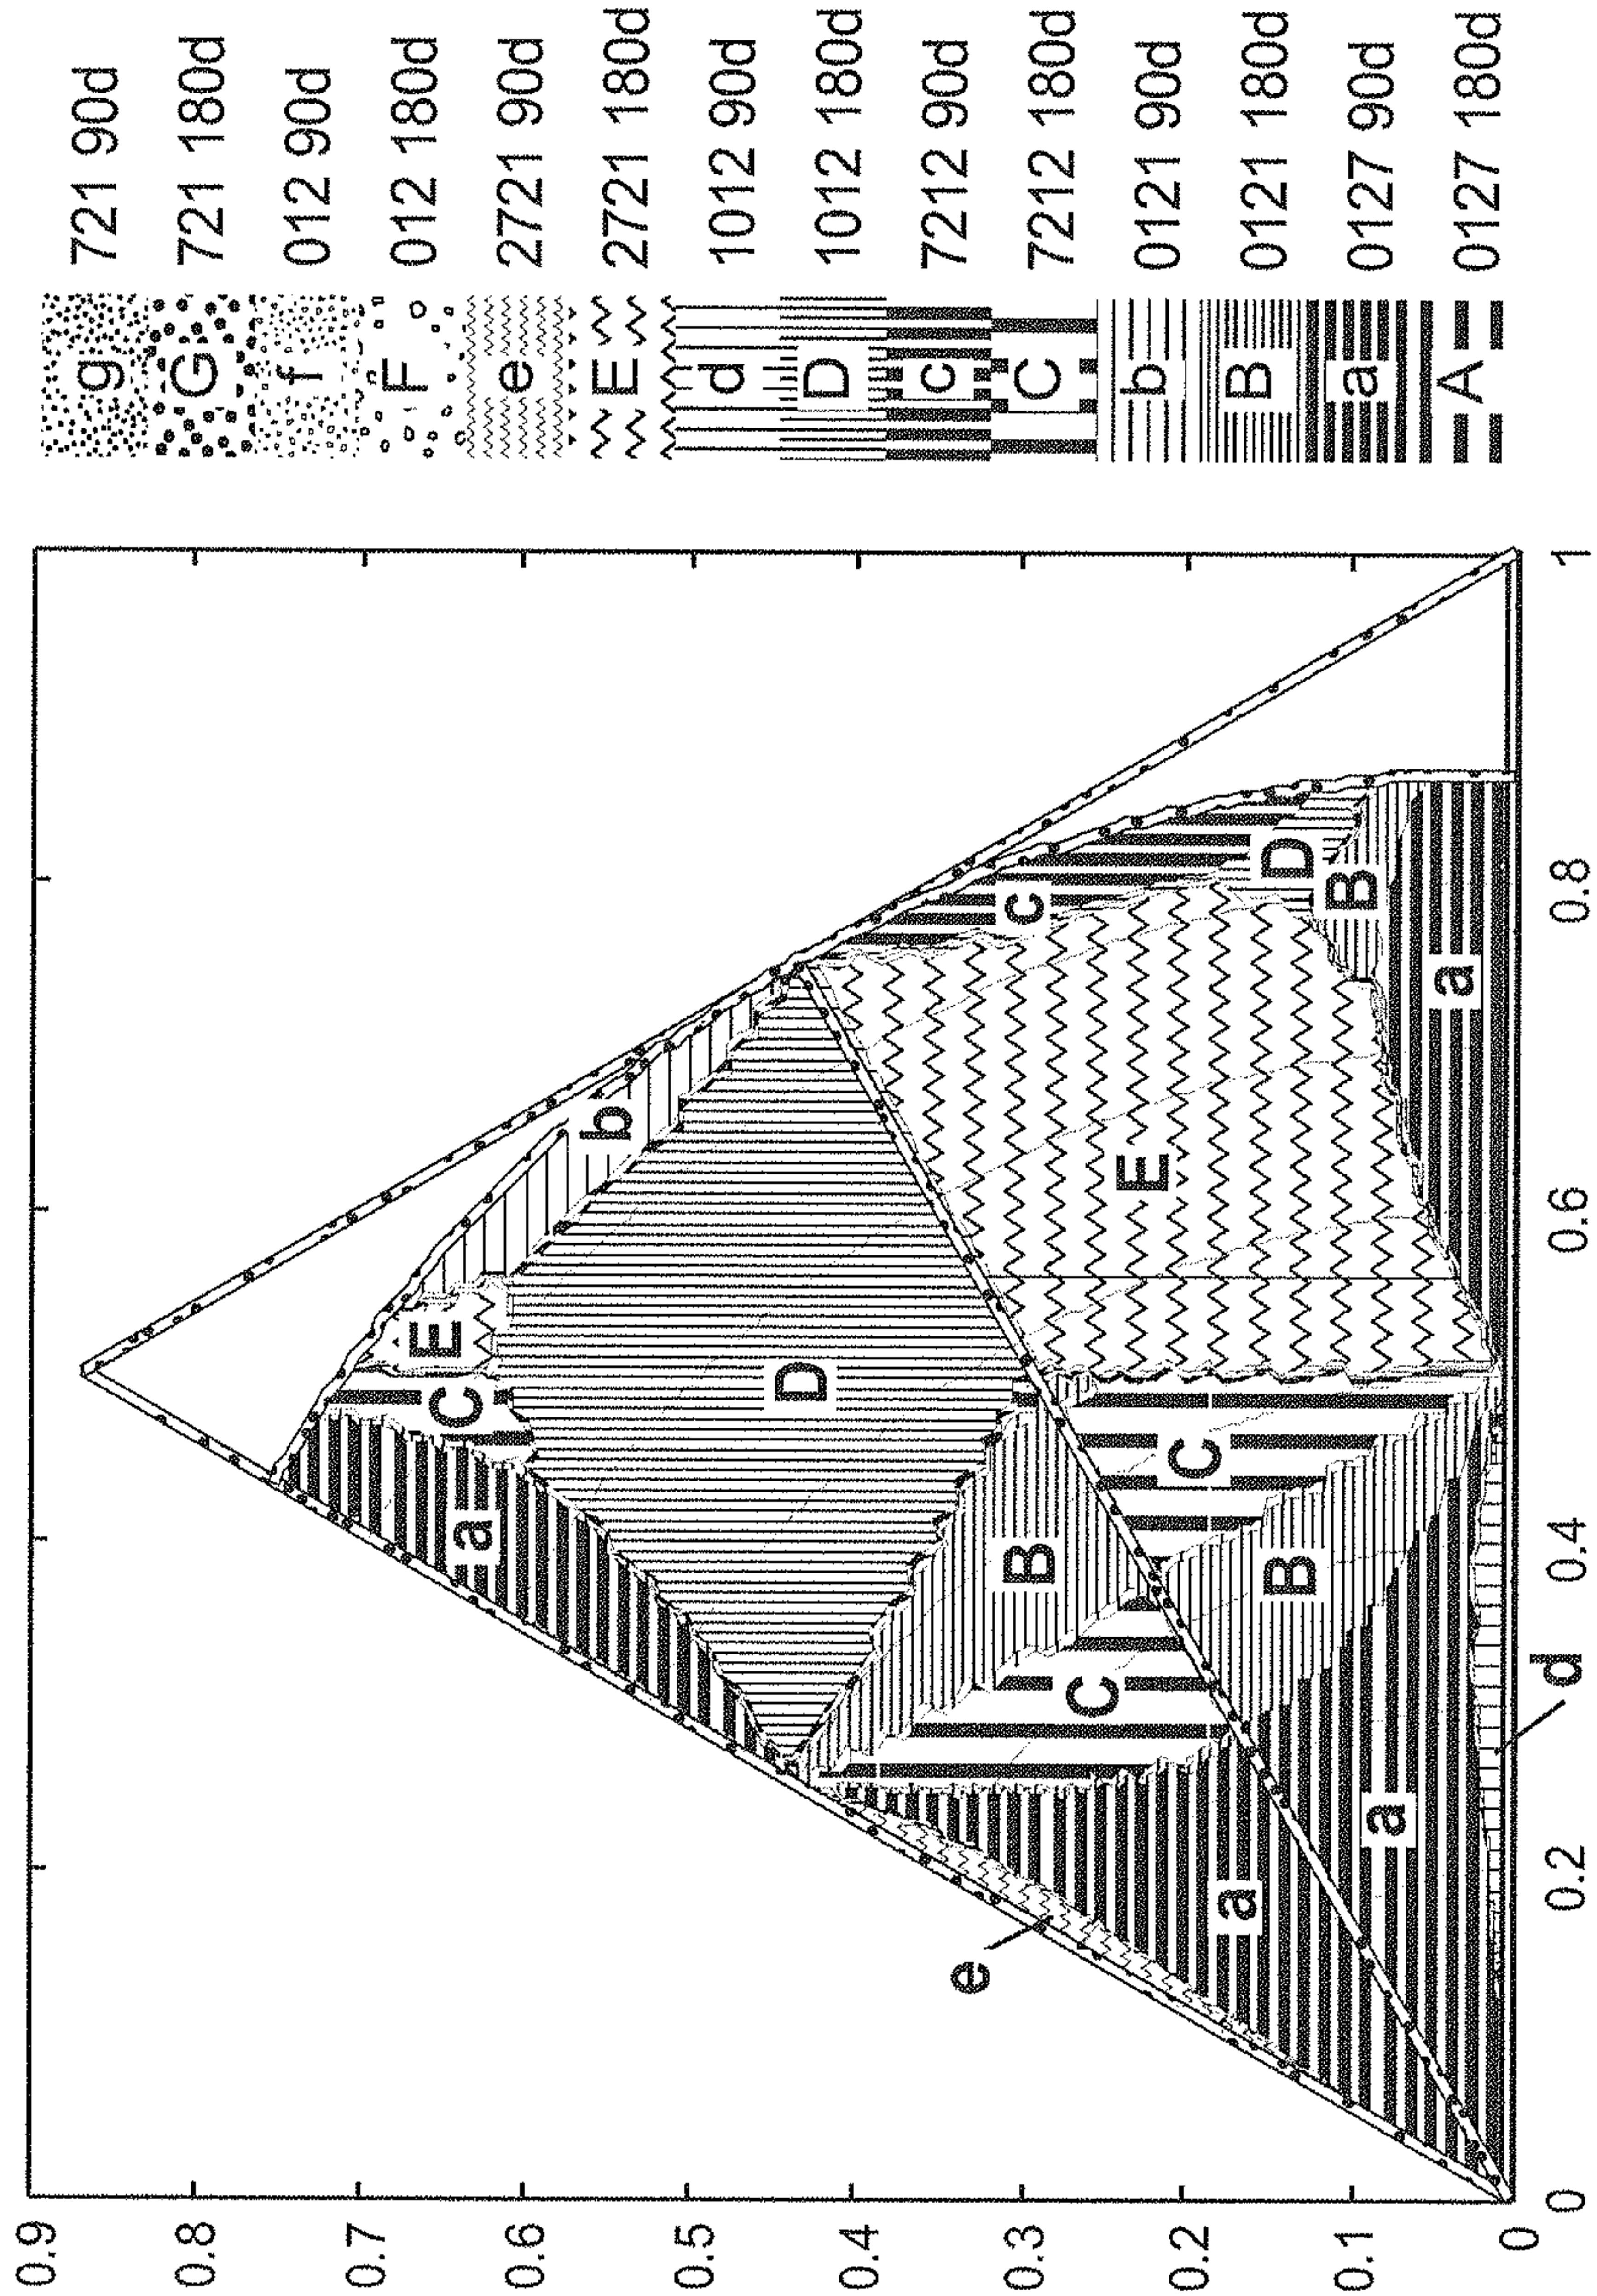 g 721 90d
G 721 180d
f 012 90d
F 012 180d
e 2721 90d
E 2721 180d
d 1012 90d
D 1012 180d
c 7212 90d
C 7212 180d
b 0121 90d
B 0121 180d
a 0127 90d
A 0127 180d
0.9
0.8
0.7
0.6
0.5
0.4
0.3
0.2
0.1
0
0 0.2 0.4 0.6 0.8 1
a
C
E
b
D
c
B
C
E
D
B
C
B
a
a
a
e
d